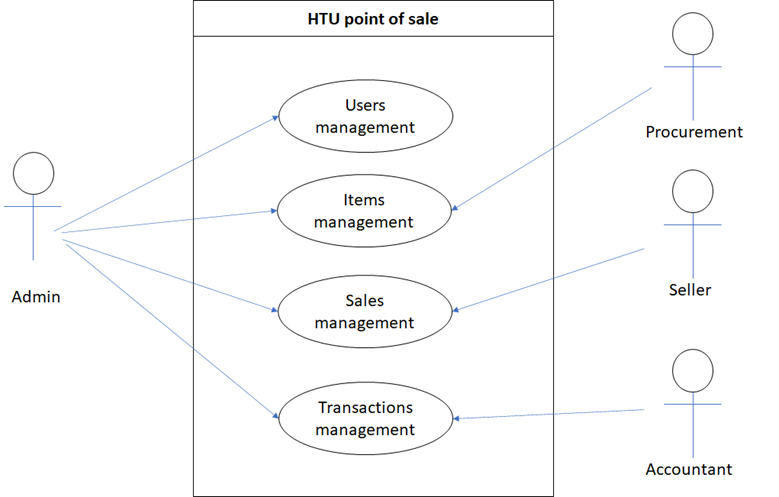 HTU point of sale
Users
management
Procurement
Items
management
Admin
Sales
management
Seller
Transactions
management
Accountant